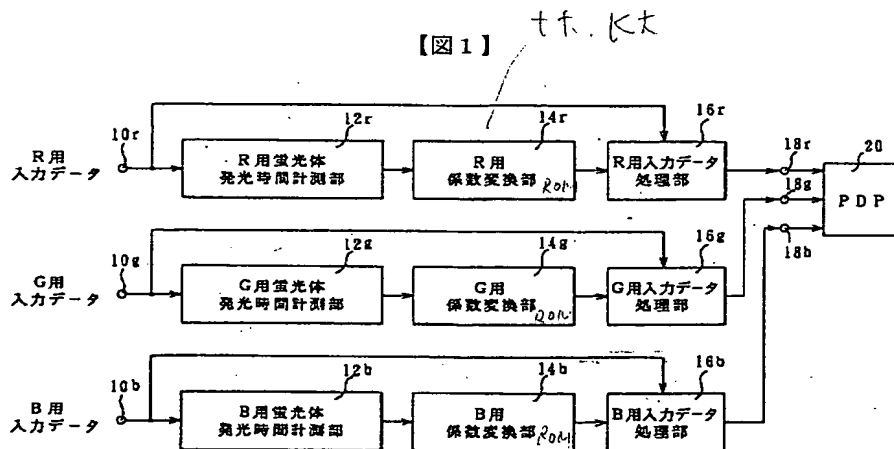 【図1】
10r
R用
入力データ
12r
R用蛍光体
発光時間計測部
14r
R用
係数変換部
ROM
16r
R用入力データ
処理部
18r
18g
18b
20
PDP
10g
G用
入力データ
12g
G用蛍光体
発光時間計測部
14g
G用
係数変換部
ROM
16g
G用入力データ
処理部
10b
B用
入力データ
12b
B用蛍光体
発光時間計測部
14b
B用
係数変換部
ROM
16b
B用入力データ
処理部